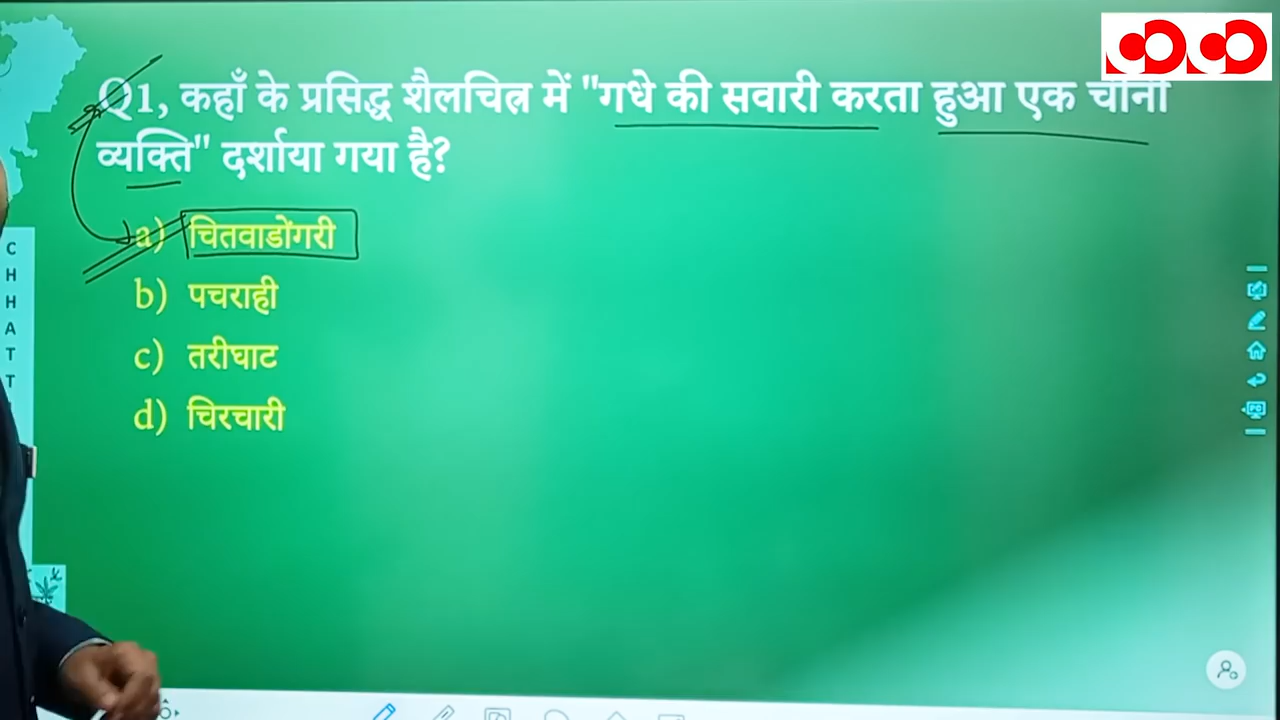 Q1, कहाँ के प्रसिद्ध शैलचित्र में "गधे की सवारी करता हुआ एक चीनी
व्यक्ति" दर्शाया गया है?
a) चितवाडोंगरी
b) पचराही
c) तरीघाट
d) चिरचारी
C
H
H
A
T
T